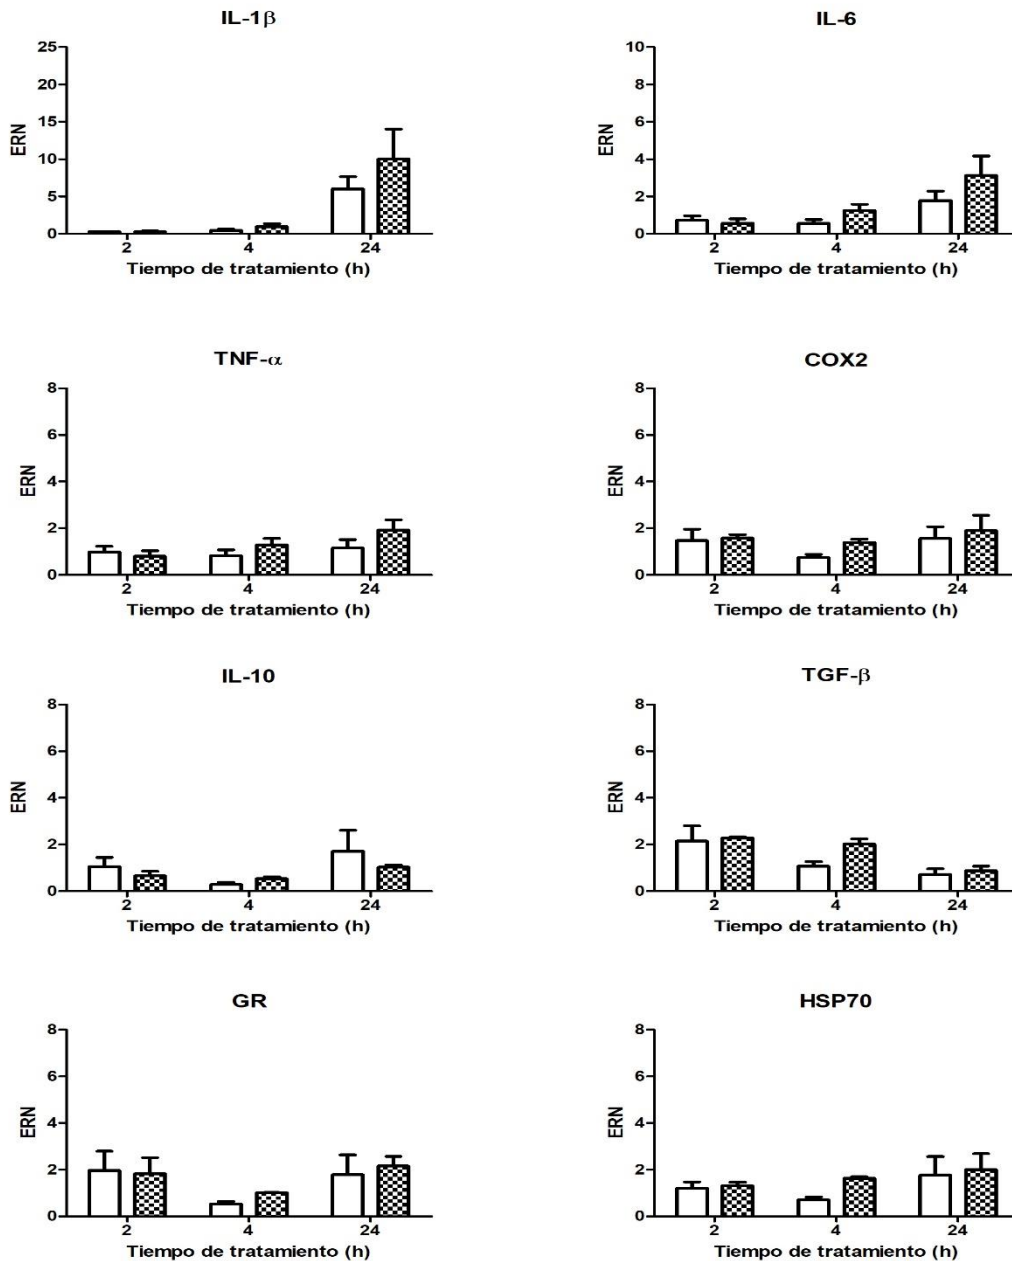 IL-1β
25
20
15
10
5
0
ERN
2 4 24
Tiempo de tratamiento (h)
IL-6
10
8
6
4
2
0
ERN
2 4 24
Tiempo de tratamiento (h)
TNF-α
8
6
4
2
0
ERN
2 4 24
Tiempo de tratamiento (h)
COX2
8
6
4
2
0
ERN
2 4 24
Tiempo de tratamiento (h)
IL-10
8
6
4
2
0
ERN
2 4 24
Tiempo de tratamiento (h)
TGF-β
8
6
4
2
0
ERN
2 4 24
Tiempo de tratamiento (h)
GR
8
6
4
2
0
ERN
2 4 24
Tiempo de tratamiento (h)
HSP70
8
6
4
2
0
ERN
2 4 24
Tiempo de tratamiento (h)